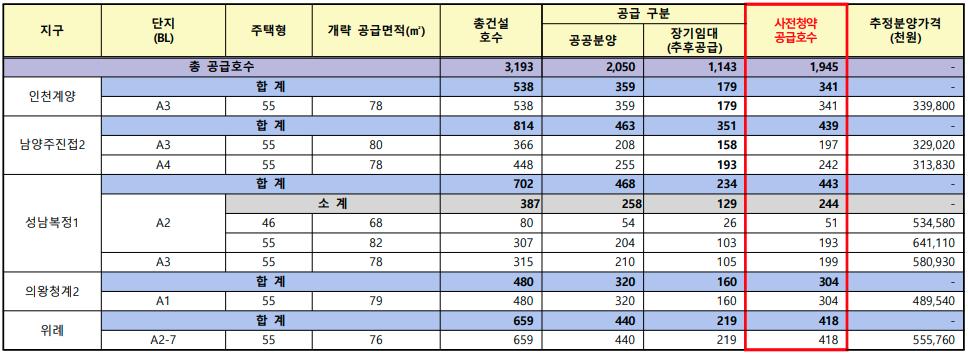 지구 단지 (BL) 주택형 개략 공급면적(㎡) 총건설 호수 공급 구분 사전청약 공급호수 추정분양가격 (천원)
공공분양 장기임대 (추후공급)
총 공급호수 3,193 2,050 1,143 1,945 -
인천계양 합 계 538 359 179 341 -
A3 55 78 538 359 179 341 339,800
남양주진접2 합 계 814 463 351 439 -
A3 55 80 366 208 158 197 329,020
A4 55 78 448 255 193 242 313,830
성남복정1 합 계 702 468 234 443 -
A2 소 계 387 258 129 244 -
46 68 80 54 26 51 534,580
55 82 307 204 103 193 641,110
A3 55 78 315 210 105 199 580,930
의왕청계2 합 계 480 320 160 304 -
A1 55 79 480 320 160 304 489,540
위례 합 계 659 440 219 418 -
A2-7 55 76 659 440 219 418 555,760